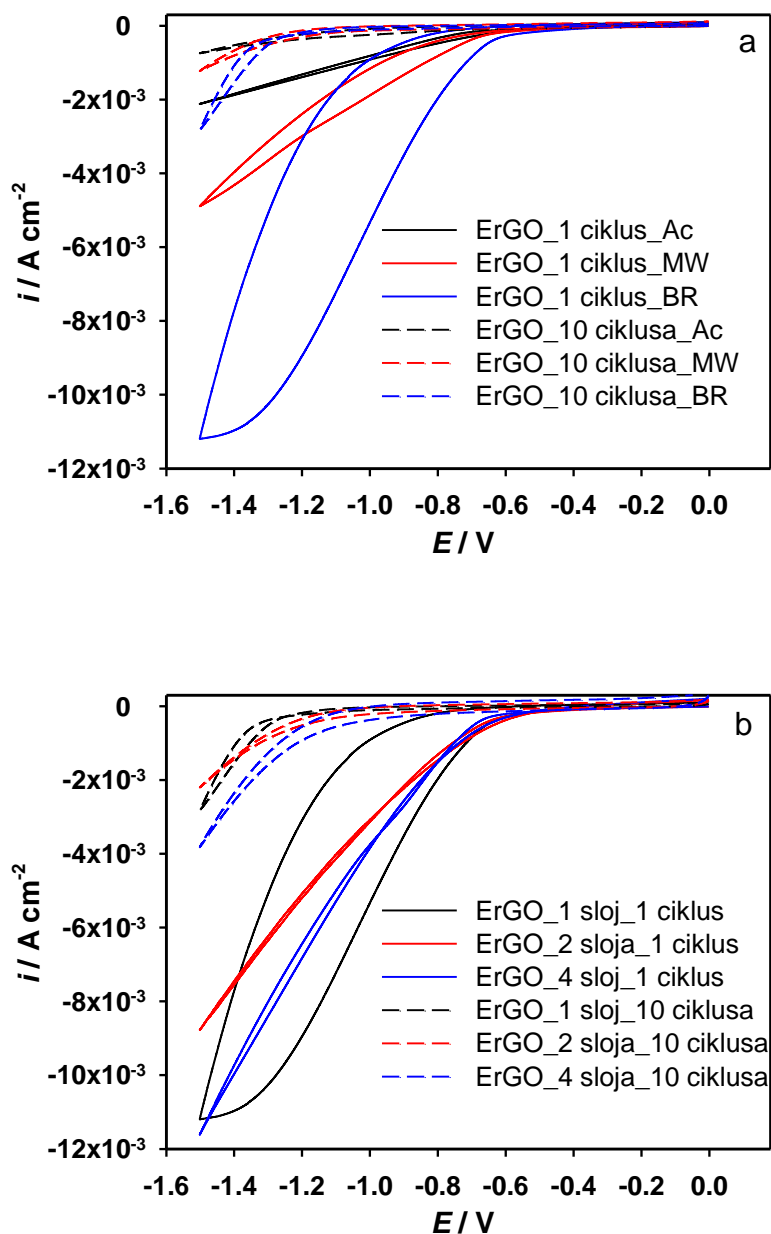 a
0
-2x10⁻³
-4x10⁻³
-6x10⁻³
-8x10⁻³
-10x10⁻³
-12x10⁻³
i / A cm⁻²
ErGO_1 ciklus_Ac
ErGO_1 ciklus_MW
ErGO_1 ciklus_BR
ErGO_10 ciklusa_Ac
ErGO_10 ciklusa_MW
ErGO_10 ciklusa_BR
-1.6 -1.4 -1.2 -1.0 -0.8 -0.6 -0.4 -0.2 0.0
E / V
b
0
-2x10⁻³
-4x10⁻³
-6x10⁻³
-8x10⁻³
-10x10⁻³
-12x10⁻³
i / A cm⁻²
ErGO_1 sloj_1 ciklus
ErGO_2 sloja_1 ciklus
ErGO_4 sloj_1 ciklus
ErGO_1 sloj_10 ciklusa
ErGO_2 sloja_10 ciklusa
ErGO_4 sloja_10 ciklusa
-1.6 -1.4 -1.2 -1.0 -0.8 -0.6 -0.4 -0.2 0.0
E / V